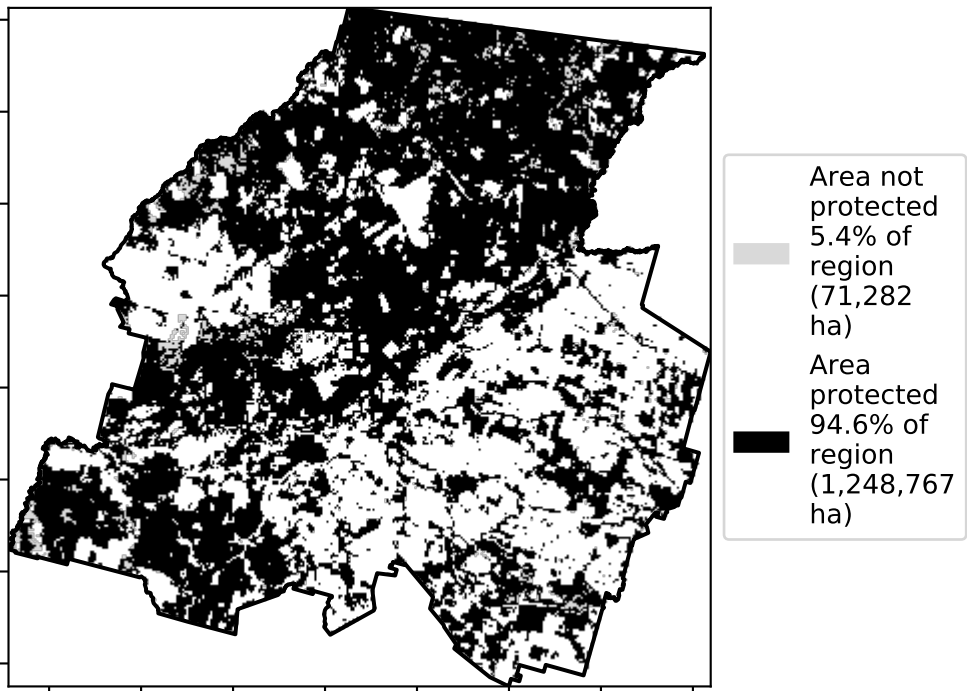 Area not
protected
5.4% of
region
(71,282
ha)
Area
protected
94.6% of
region
(1,248,767
ha)